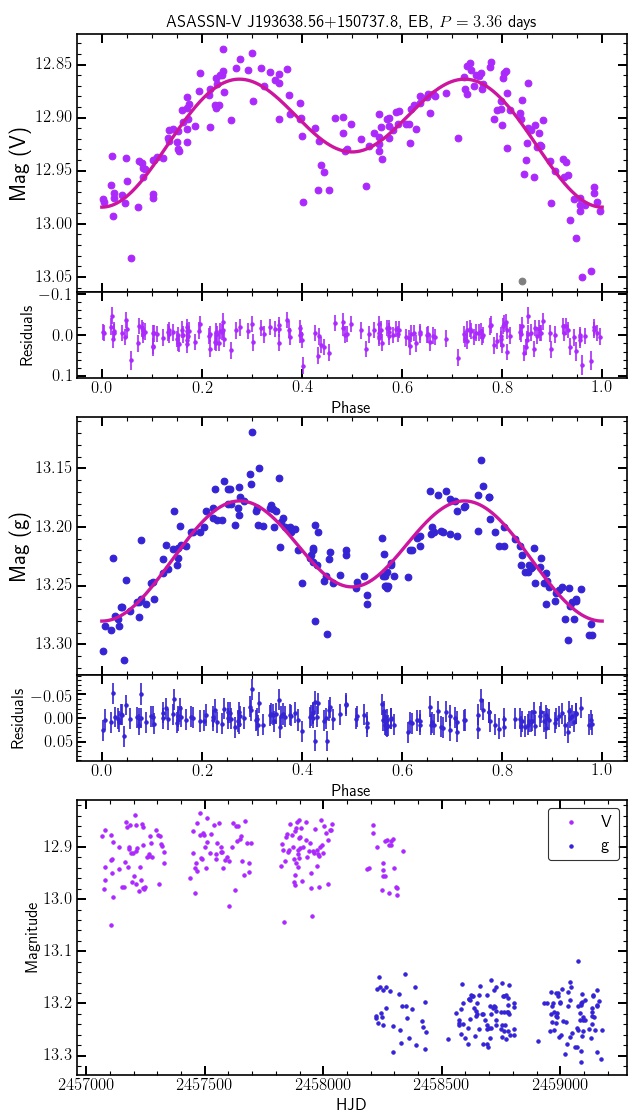 ASASSN-V J193638.56+150737.8, EB, P = 3.36 days
12.85
12.90
12.95
13.00
13.05
Mag (V)
−0.1
0.0
0.1
Residuals
0.0 0.2 0.4 0.6 0.8 1.0
Phase
13.15
13.20
13.25
13.30
Mag (g)
−0.05
0.00
0.05
Residuals
0.0 0.2 0.4 0.6 0.8 1.0
Phase
V
g
12.9
13.0
13.1
13.2
13.3
Magnitude
2457000 2457500 2458000 2458500 2459000
HJD